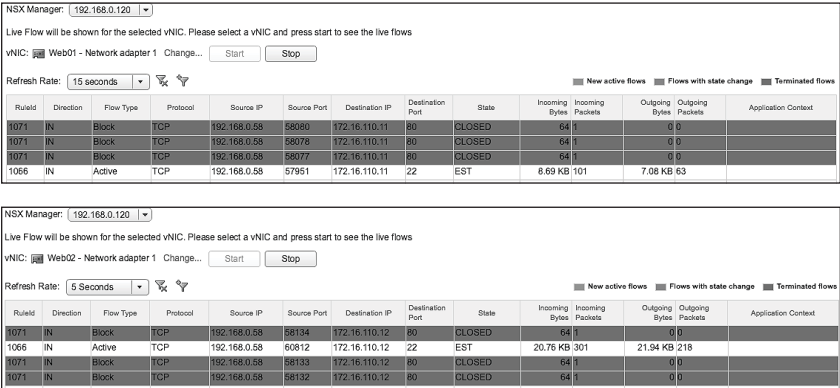 NSX Manager: 192.168.0.120
Live Flow will be shown for the selected vNIC. Please select a vNIC and press start to see the live flows
vNIC: Web01 - Network adapter 1 Change... Start Stop
Refresh Rate: 15 seconds New active flows Flows with state change Terminated flows
RuleId Direction Flow Type Protocol Source IP Source Port Destination IP Destination Port State Incoming Bytes Incoming Packets Outgoing Bytes Outgoing Packets Application Context
1071 IN Block TCP 192.168.0.58 58080 172.16.110.11 80 CLOSED 64 1 0 0
1071 IN Block TCP 192.168.0.58 58078 172.16.110.11 80 CLOSED 64 1 0 0
1071 IN Block TCP 192.168.0.58 58077 172.16.110.11 80 CLOSED 64 1 0 0
1066 IN Active TCP 192.168.0.58 57951 172.16.110.11 22 EST 8.69 KB 101 7.08 KB 63
NSX Manager: 192.168.0.120
Live Flow will be shown for the selected vNIC. Please select a vNIC and press start to see the live flows
vNIC: Web02 - Network adapter 1 Change... Start Stop
Refresh Rate: 5 Seconds New active flows Flows with state change Terminated flows
RuleId Direction Flow Type Protocol Source IP Source Port Destination IP Destination Port State Incoming Bytes Incoming Packets Outgoing Bytes Outgoing Packets Application Context
1071 IN Block TCP 192.168.0.58 58134 172.16.110.12 80 CLOSED 64 1 0 0
1066 IN Active TCP 192.168.0.58 60812 172.16.110.12 22 EST 20.76 KB 301 21.94 KB 218
1071 IN Block TCP 192.168.0.58 58133 172.16.110.12 80 CLOSED 64 1 0 0
1071 IN Block TCP 192.168.0.58 58132 172.16.110.12 80 CLOSED 64 1 0 0